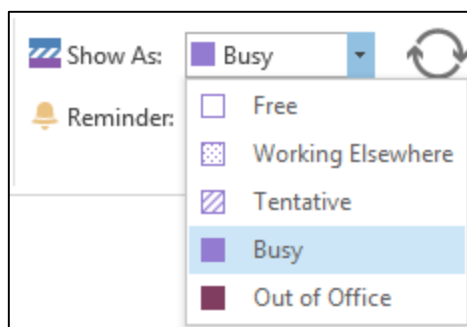 Show As: Busy
Free
Reminder:
Working Elsewhere
Tentative
Busy
Out of Office